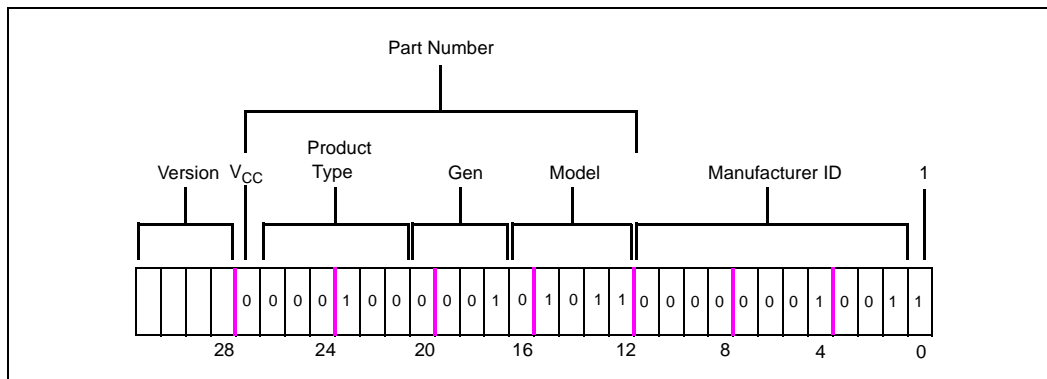 Part Number
Product
Version V_CC Type Gen Model Manufacturer ID 1
0 0 0 0 1 0 0 0 0 0 1 0 1 0 1 1 0 0 0 0 0 0 0 1 0 0 1 1
28 24 20 16 12 8 4 0